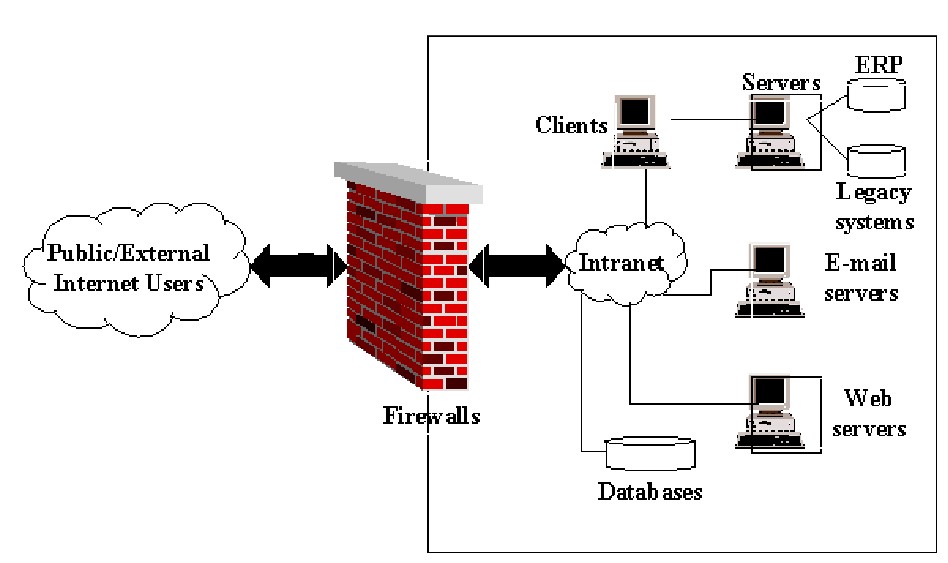 ERP
Servers
Clients
Legacy
systems
Public/External
Internet Users
Intranet
E-mail
servers
Firewalls
Web
servers
Databases